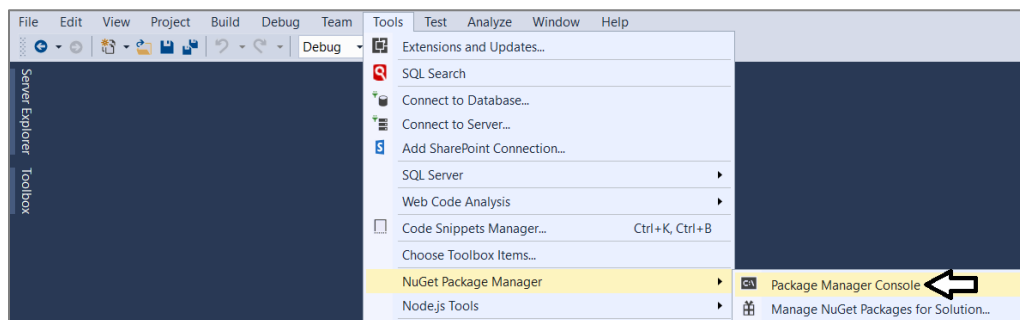 File Edit View Project Build Debug Team Tools Test Analyze Window Help
Debug
Server Explorer
Toolbox
Extensions and Updates...
SQL Search
Connect to Database...
Connect to Server...
Add SharePoint Connection...
SQL Server
Web Code Analysis
Code Snippets Manager... Ctrl+K, Ctrl+B
Choose Toolbox Items...
NuGet Package Manager
Node.js Tools
C:\
Package Manager Console
Manage NuGet Packages for Solution...